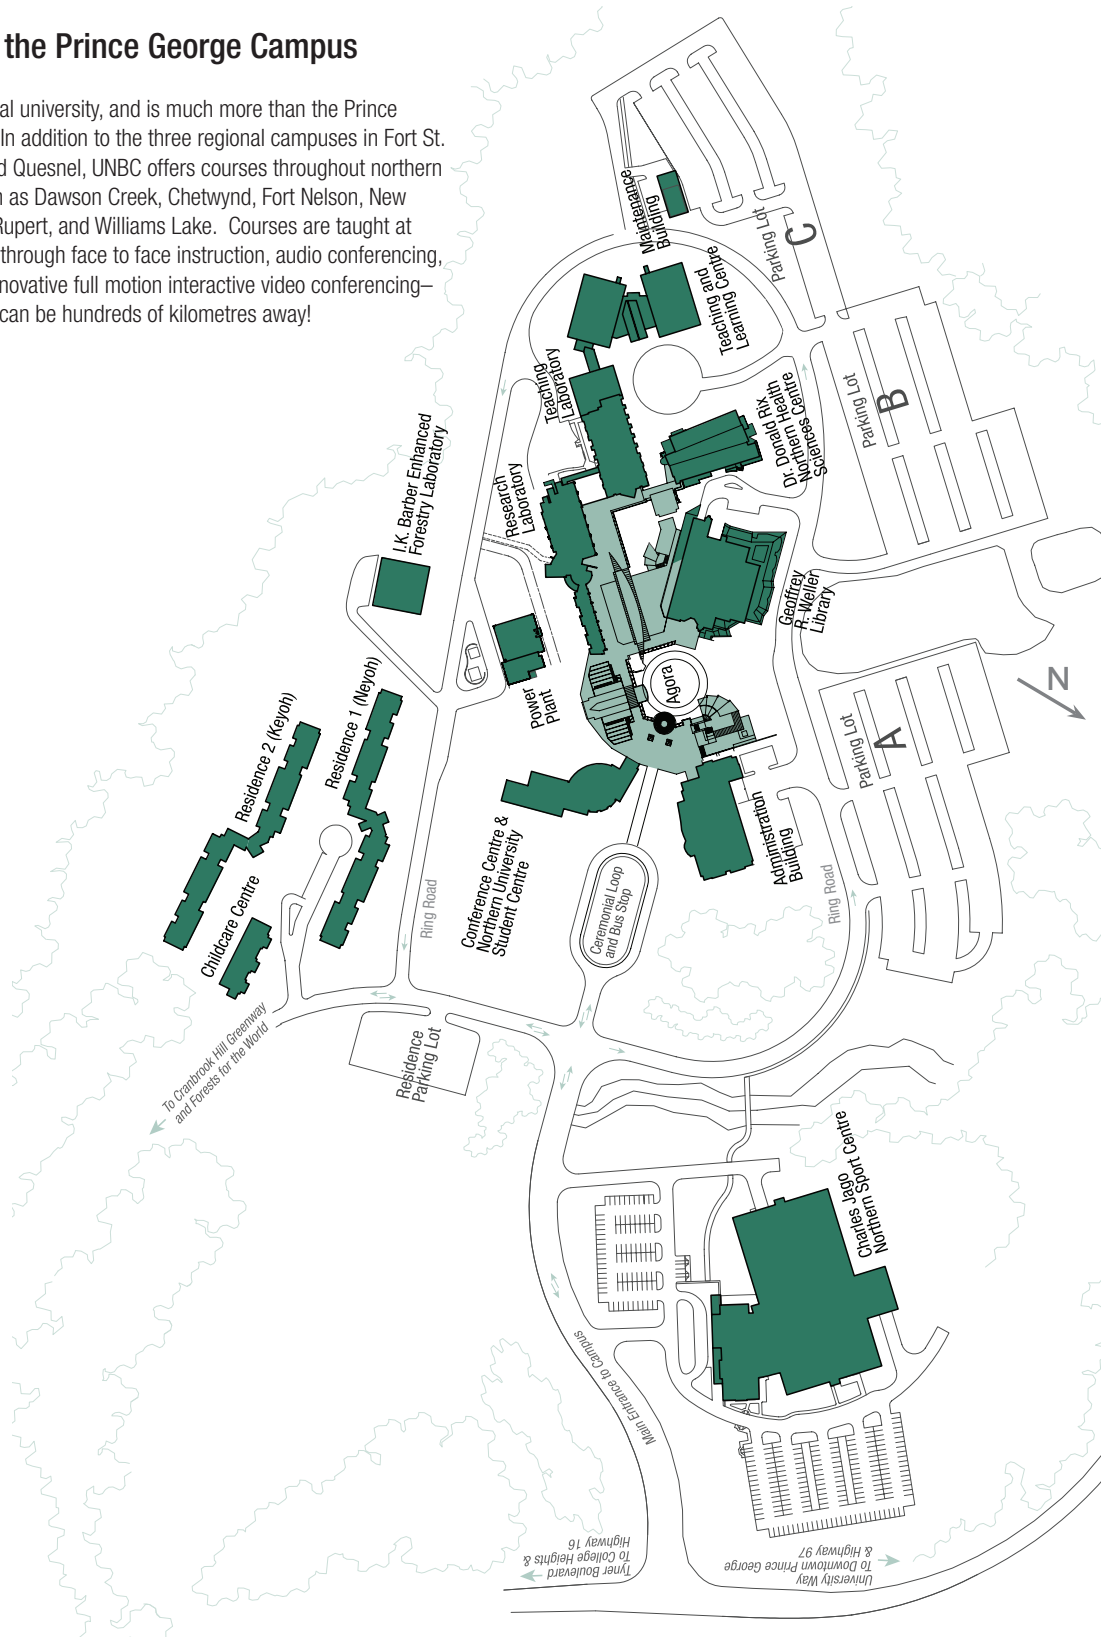 the Prince George Campus
al university, and is much more than the Prince
In addition to the three regional campuses in Fort St.
d Quesnel, UNBC offers courses throughout northern
as Dawson Creek, Chetwynd, Fort Nelson, New
Rupert, and Williams Lake. Courses are taught at
through face to face instruction, audio conferencing,
novative full motion interactive video conferencing–
can be hundreds of kilometres away!
Maintenance
Building
Parking Lot
C
Teaching and
Learning Centre
Teaching
Laboratory
Dr. Donald Rix
Northern Health
Sciences Centre
Parking Lot
B
I.K. Barber Enhanced
Forestry Laboratory
Research
Laboratory
Geoffrey
R. Weller
Library
Power
Plant
Agora
N
Residence 2 (Keyoh)
Residence 1 (Neyoh)
Parking Lot
A
Administration
Building
Conference Centre &
Northern University
Student Centre
Ceremonial Loop
and Bus Stop
Ring Road
Ring Road
Childcare Centre
To Cranbrook Hill Greenway
and Forests for the World
Residence
Parking Lot
Charles Jago
Northern Sport Centre
Main Entrance to Campus
Tyner Boulevard
To College Heights &
Highway 16
University Way
To Downtown Prince George
& Highway 97